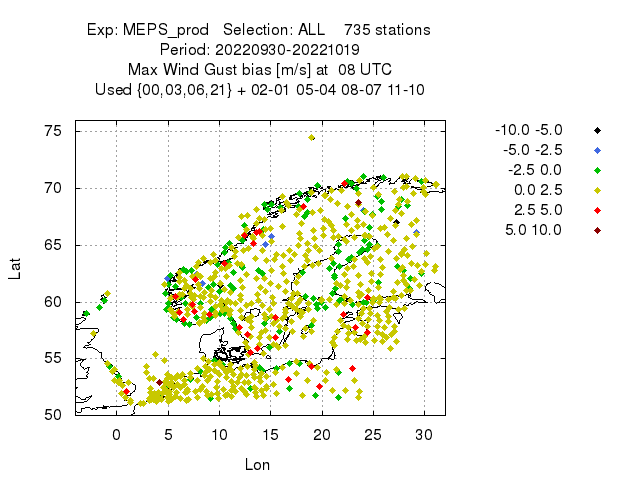 Exp: MEPS_prod   Selection: ALL    735 stations
Period: 20220930-20221019
Max Wind Gust bias [m/s] at  08 UTC
Used {00,03,06,21} + 02-01 05-04 08-07 11-10
-10.0 -5.0
-5.0 -2.5
-2.5 0.0
0.0 2.5
2.5 5.0
5.0 10.0
75
70
65
60
55
50
Lat
0 5 10 15 20 25 30
Lon